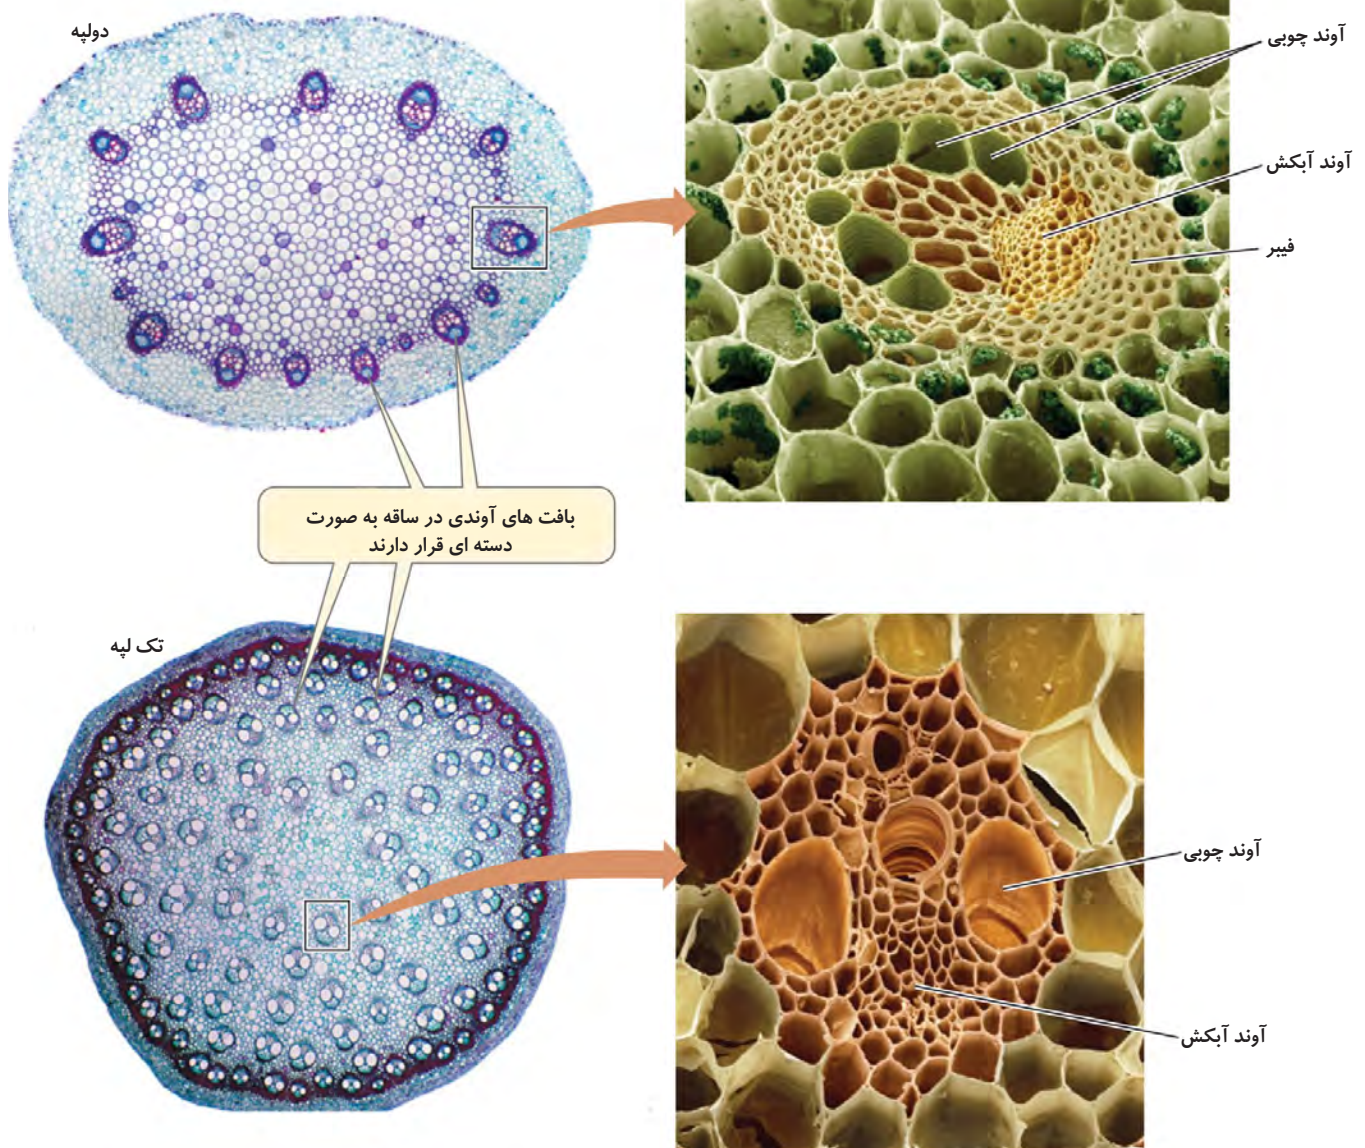 دولپه
آوند چوبی
آوند آبکش
فیبر
بافت های آوندی در ساقه به صورت
دسته ای قرار دارند
تک لپه
آوند چوبی
آوند آبکش